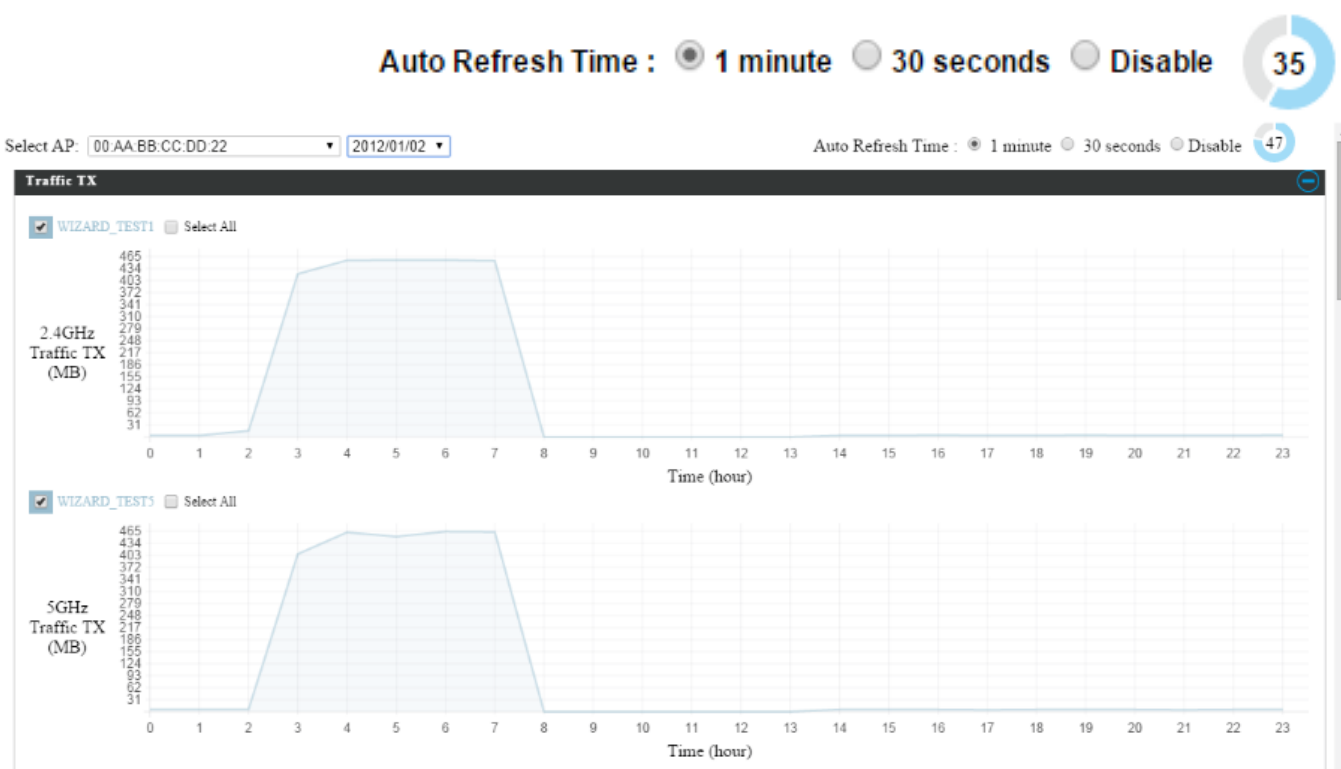 Auto Refresh Time : 1 minute 30 seconds Disable 35
Select AP: 00:AA:BB:CC:DD:22 2012/01/02 Auto Refresh Time : 1 minute 30 seconds Disable 47
Traffic TX
WIZARD_TEST1 Select All
465
434
403
372
341
310
279
248
217
186
155
124
93
62
31
2.4GHz
Traffic TX
(MB)
0 1 2 3 4 5 6 7 8 9 10 11 12 13 14 15 16 17 18 19 20 21 22 23
Time (hour)
WIZARD_TEST5 Select All
465
434
403
372
341
310
279
248
217
186
155
124
93
62
31
5GHz
Traffic TX
(MB)
0 1 2 3 4 5 6 7 8 9 10 11 12 13 14 15 16 17 18 19 20 21 22 23
Time (hour)